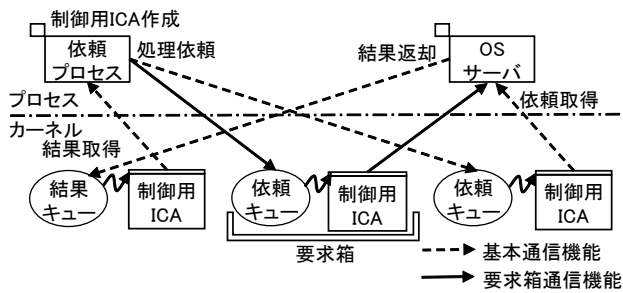 制御用ICA作成
依頼
プロセス
処理依頼
結果返却
OS
サーバ
プロセス
カーネル
依頼取得
結果取得
結果
キュー
制御用
ICA
依頼
キュー
制御用
ICA
依頼
キュー
制御用
ICA
要求箱
基本通信機能
要求箱通信機能